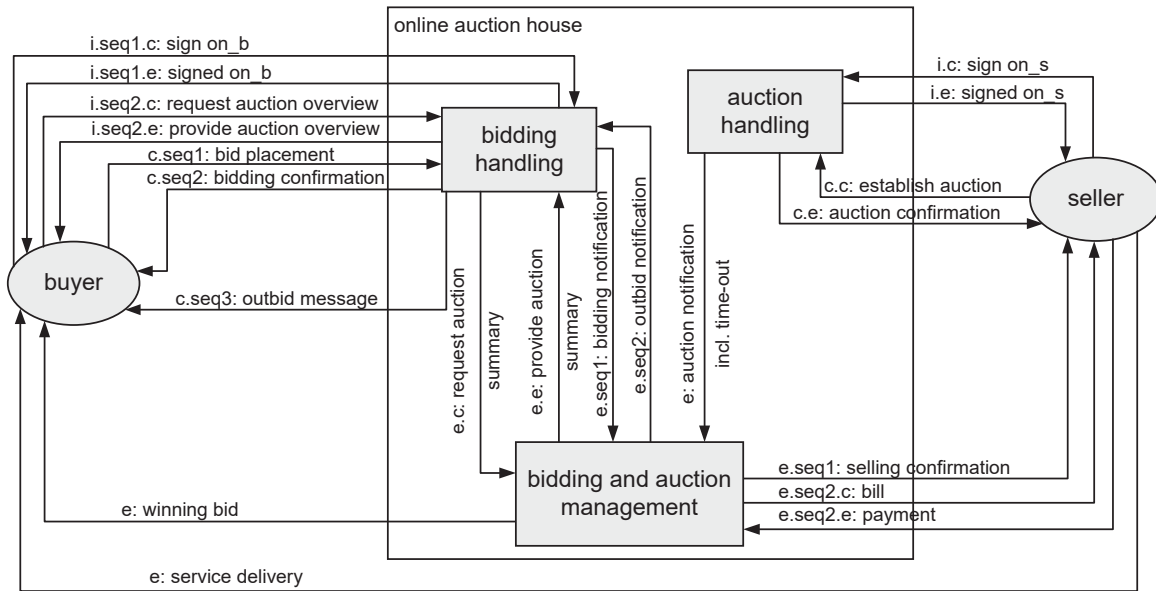 online auction house
i.seq1.c: sign on_b
i.seq1.e: signed on_b
i.seq2.c: request auction overview
i.seq2.e: provide auction overview
c.seq1: bid placement
c.seq2: bidding confirmation
bidding
handling
auction
handling
i.c: sign on_s
i.e: signed on_s
c.c: establish auction
c.e: auction confirmation
seller
buyer
c.seq3: outbid message
e.c: request auction
summary
e.e: provide auction
summary
e.seq1: bidding notification
e.seq2: outbid notification
e: auction notification
incl. time-out
bidding and auction
management
e.seq1: selling confirmation
e.seq2.c: bill
e.seq2.e: payment
e: winning bid
e: service delivery